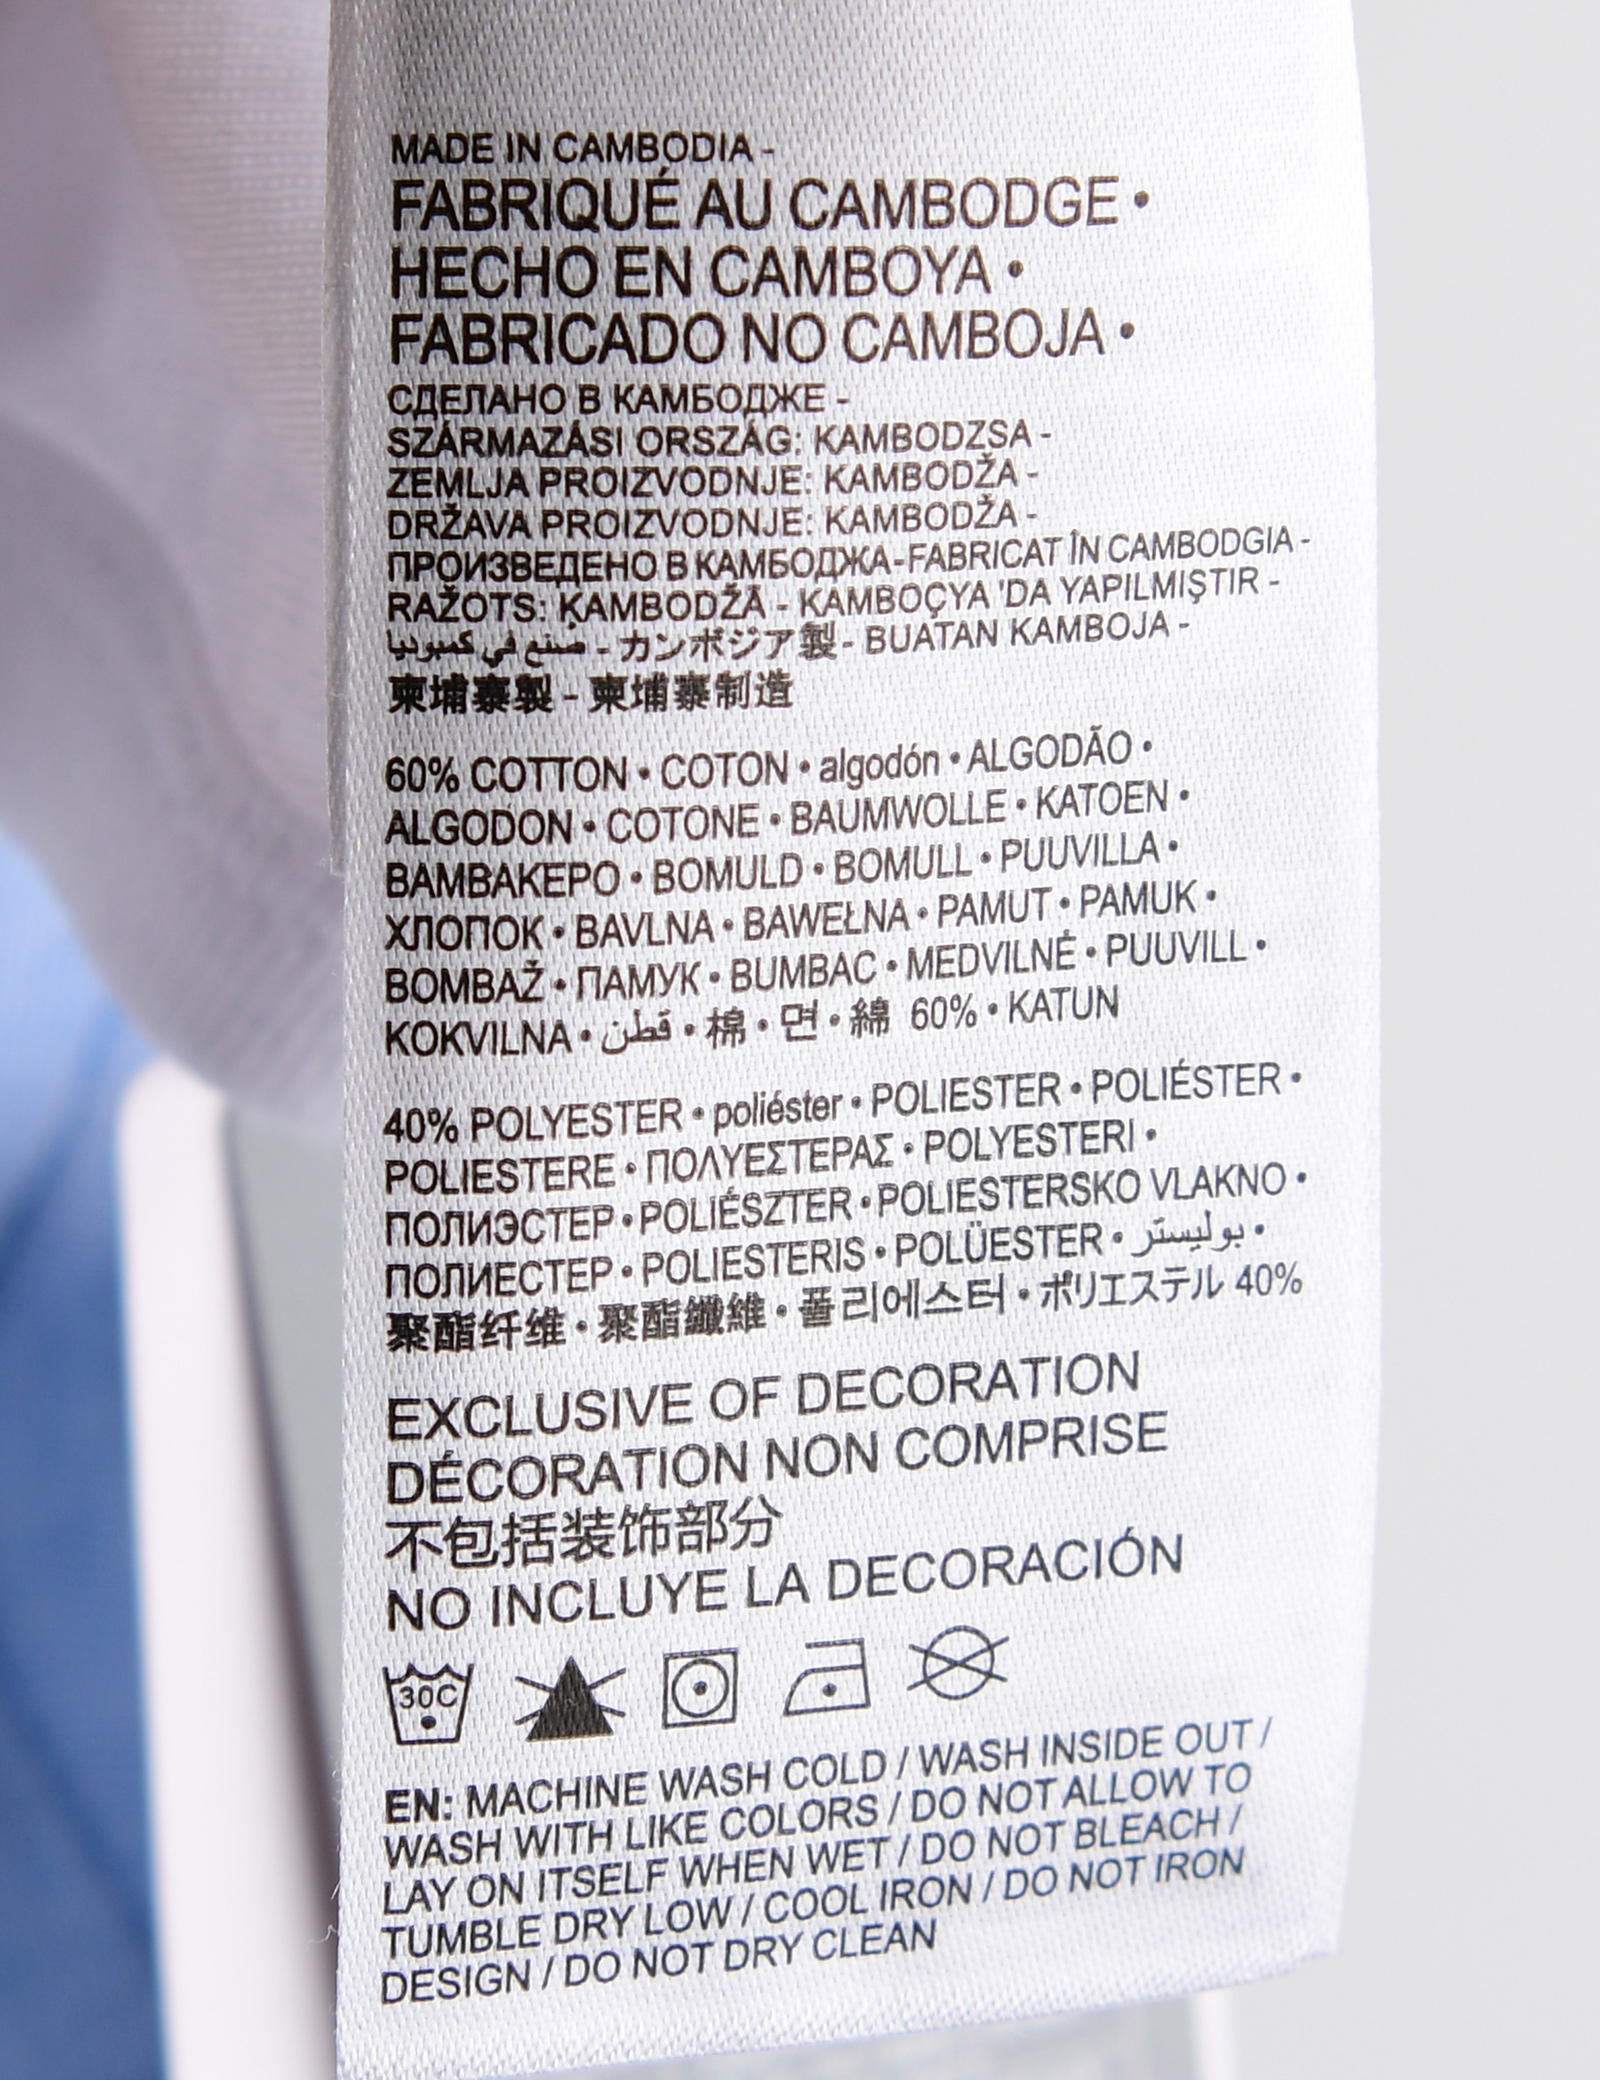 MADE IN CAMBODIA -
FABRIQUÉ AU CAMBODGE •
HECHO EN CAMBOYA •
FABRICADO NO CAMBOJA •
СДЕЛАНО В КАМБОДЖЕ -
SZÁRMAZÁSI ORSZÁG: KAMBODZSA -
ZEMLJA PROIZVODNJE: KAMBODŽA -
DRŽAVA PROIZVODNJE: KAMBODŽA -
ПРОИЗВЕДЕНО В КАМБОДЖА-FABRICAT ÎN CAMBODGIA -
RAŽOTS: ĶAMBODŽĀ - KAMBOÇYA 'DA YAPILMIŞTIR -
صنع في كمبوديا - カンボジア製 - BUATAN KAMBOJA -
柬埔寨製 - 柬埔寨制造
60% COTTON • COTON • algodón • ALGODÃO •
ALGODON • COTONE • BAUMWOLLE • KATOEN •
ΒΑΜΒΑΚΕΡΟ • BOMULD • BOMULL • PUUVILLA •
ХЛОПОК • BAVLNA • BAWEŁNA • PAMUT • PAMUK •
BOMBAŽ • ПАМУК • BUMBAC • MEDVILNĖ • PUUVILL •
KOKVILNA • قطن • 棉 • 면 • 綿 60% • KATUN
40% POLYESTER • poliéster • POLIESTER • POLIÉSTER •
POLIESTERE • ΠΟΛΥΕΣΤΕΡΑΣ • POLYESTERI •
ПОЛИЭСТЕР • POLIÉSZTER • POLIESTERSKO VLAKNO •
ПОЛИЕСТЕР • POLIESTERIS • POLÜESTER • بوليستر •
聚酯纤维 • 聚酯纖維 • 폴리에스터 • ポリエステル 40%
EXCLUSIVE OF DECORATION
DÉCORATION NON COMPRISE
不包括装饰部分
NO INCLUYE LA DECORACIÓN
30C
EN: MACHINE WASH COLD / WASH INSIDE OUT /
WASH WITH LIKE COLORS / DO NOT ALLOW TO
LAY ON ITSELF WHEN WET / DO NOT BLEACH /
TUMBLE DRY LOW / COOL IRON / DO NOT IRON
DESIGN / DO NOT DRY CLEAN